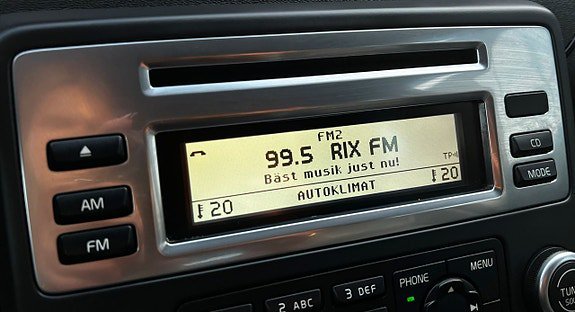 FM2
99.5 RIX FM
Bäst musik just nu!
TP
20
AUTOKLIMAT
20
AM
FM
CD
MODE
2 ABC
3 DEF
PHONE
MENU
TUNE